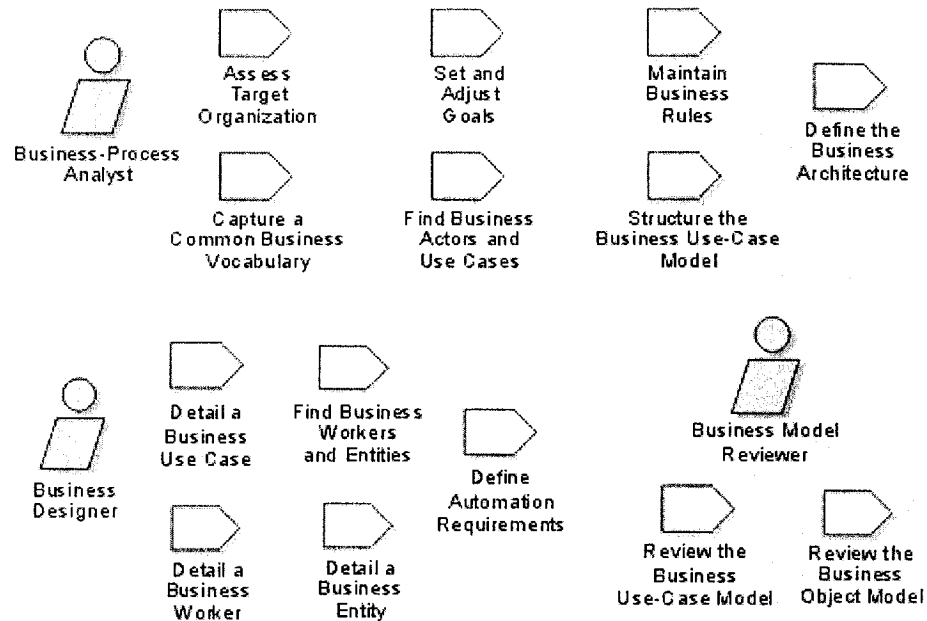 Business-Process
Analyst
Assess
Target
Organization
Set and
Adjust
Goals
Maintain
Business
Rules
Define the
Business
Architecture
Capture a
Common Business
Vocabulary
Find Business
Actors and
Use Cases
Structure the
Business Use-Case
Model
Business
Designer
Detail a
Business
Use Case
Find Business
Workers
and Entities
Define
Automation
Requirements
Detail a
Business
Worker
Detail a
Business
Entity
Business Model
Reviewer
Review the
Business
Use-Case Model
Review the
Business
Object Model